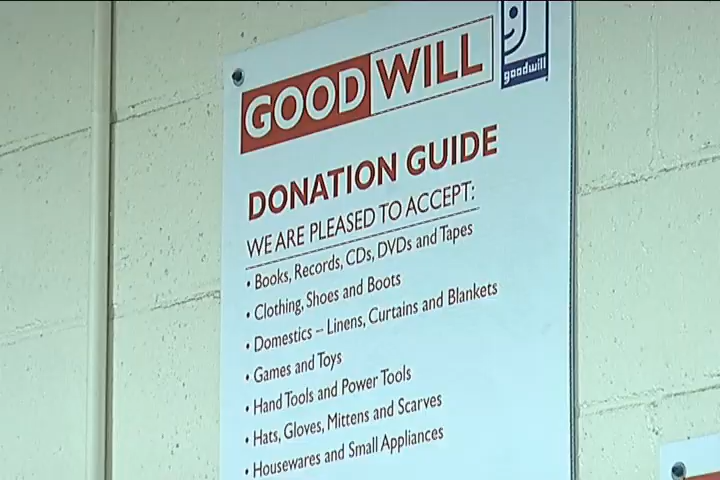 GOODWILL
goodwill
DONATION GUIDE
WE ARE PLEASED TO ACCEPT:
• Books, Records, CDs, DVDs and Tapes
• Clothing, Shoes and Boots
• Domestics – Linens, Curtains and Blankets
• Games and Toys
• Hand Tools and Power Tools
• Hats, Gloves, Mittens and Scarves
• Housewares and Small Appliances